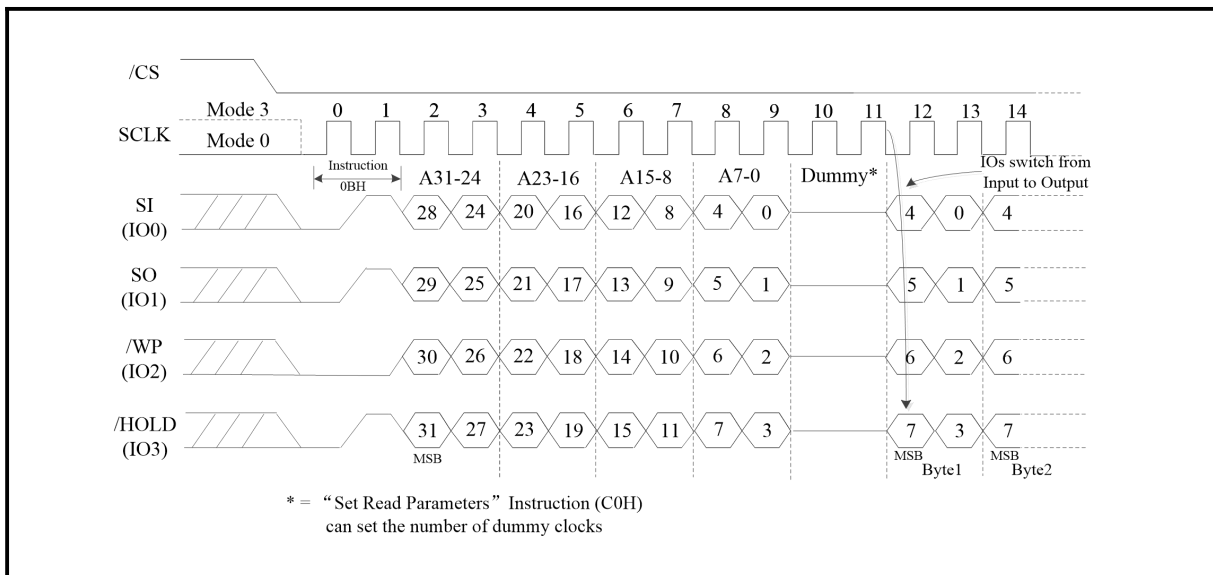 /CS
Mode 3 0 1 2 3 4 5 6 7 8 9 10 11 12 13 14
SCLK
Mode 0
Instruction
0BH
A31-24 A23-16 A15-8 A7-0 Dummy*
IOs switch from
Input to Output
SI
(IO0)
28 24 20 16 12 8 4 0 4 0 4
SO
(IO1)
29 25 21 17 13 9 5 1 5 1 5
/WP
(IO2)
30 26 22 18 14 10 6 2 6 2 6
/HOLD
(IO3)
31 27 23 19 15 11 7 3 7 3 7
MSB MSB MSB
Byte1 Byte2
* = “Set Read Parameters” Instruction (C0H)
can set the number of dummy clocks